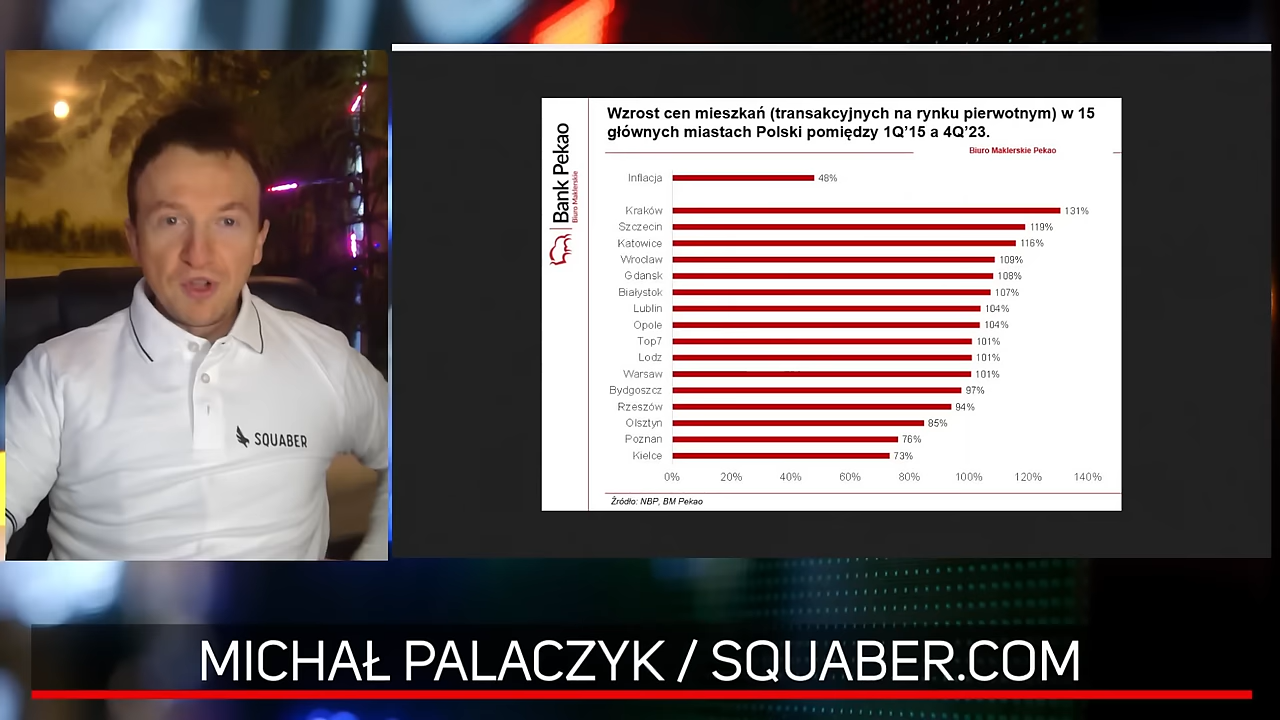 Wzrost cen mieszkań (transakcyjnych na rynku pierwotnym) w 15
głównych miastach Polski pomiędzy 1Q'15 a 4Q'23.
Biuro Maklerskie Pekao
Bank Pekao
Biuro Maklerskie
Inflacja 48%
Kraków 131%
Szczecin 119%
Katowice 116%
Wrocław 109%
Gdansk 108%
Białystok 107%
Lublin 104%
Opole 104%
Top7 101%
Lodz 101%
Warsaw 101%
Bydgoszcz 97%
Rzeszów 94%
Olsztyn 85%
Poznan 76%
Kielce 73%
0% 20% 40% 60% 80% 100% 120% 140%
Źródło: NBP, BM Pekao
SQUABER
MICHAŁ PALACZYK / SQUABER.COM